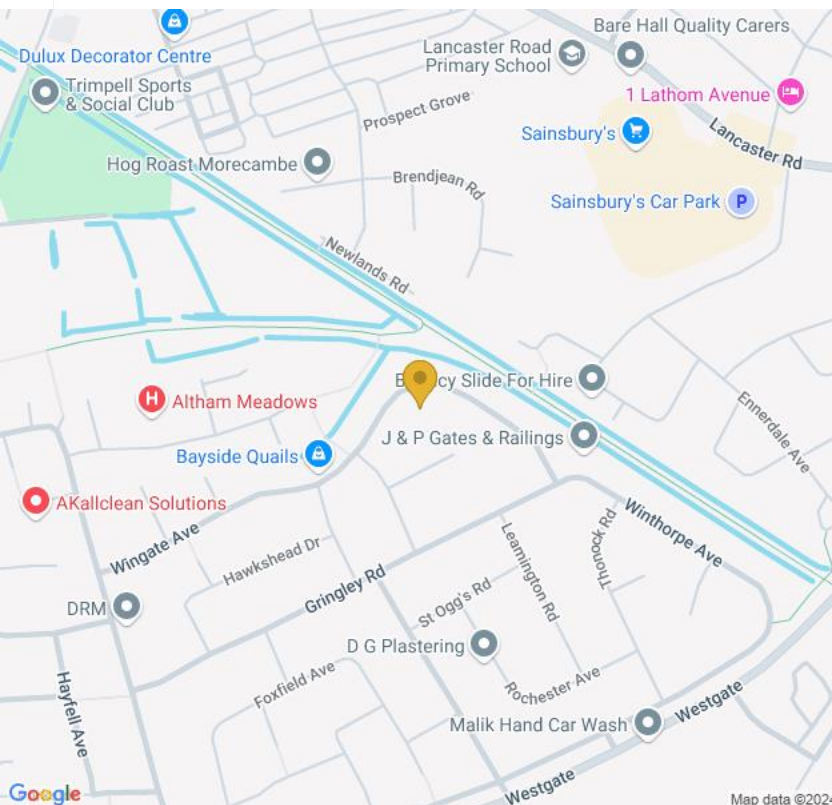 Bare Hall Quality Carers
Dulux Decorator Centre
Lancaster Road
Primary School
Trimpell Sports
& Social Club
1 Lathom Avenue
Prospect Grove
Sainsbury's
Lancaster Rd
Hog Roast Morecambe
Brendjean Rd
Sainsbury's Car Park
P
Newlands Rd
Slide For Hire
H
Altham Meadows
Ennerdale Ave
J & P Gates & Railings
Bayside Quails
AKallclean Solutions
Wingate Ave
Winthorpe Ave
Leamington Rd
Thonock Rd
Hawkshead Dr
Gringley Rd
St Ogg's Rd
DRM
D G Plastering
Foxfield Ave
Rochester Ave
Hayfell Ave
Westgate
Malik Hand Car Wash
Westgate
Google
Map data ©2024